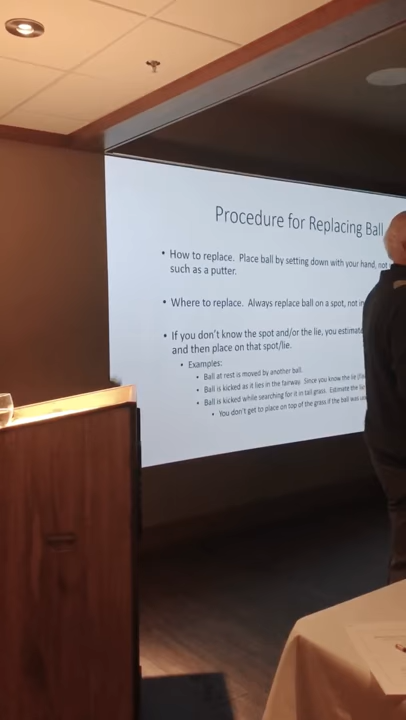 Procedure for Replacing Ball
• How to replace. Place ball by setting down with your hand, not
such as a putter.
• Where to replace. Always replace ball on a spot, not in
• If you don't know the spot and/or the lie, you estimate
and then place on that spot/lie.
• Examples:
• Ball at rest is moved by another ball.
• Ball is kicked as it lies in the fairway. Since you know the lie
• Ball is kicked while searching for it in tall grass. Estimate the lie
• You don't get to place on top of the grass if the ball was